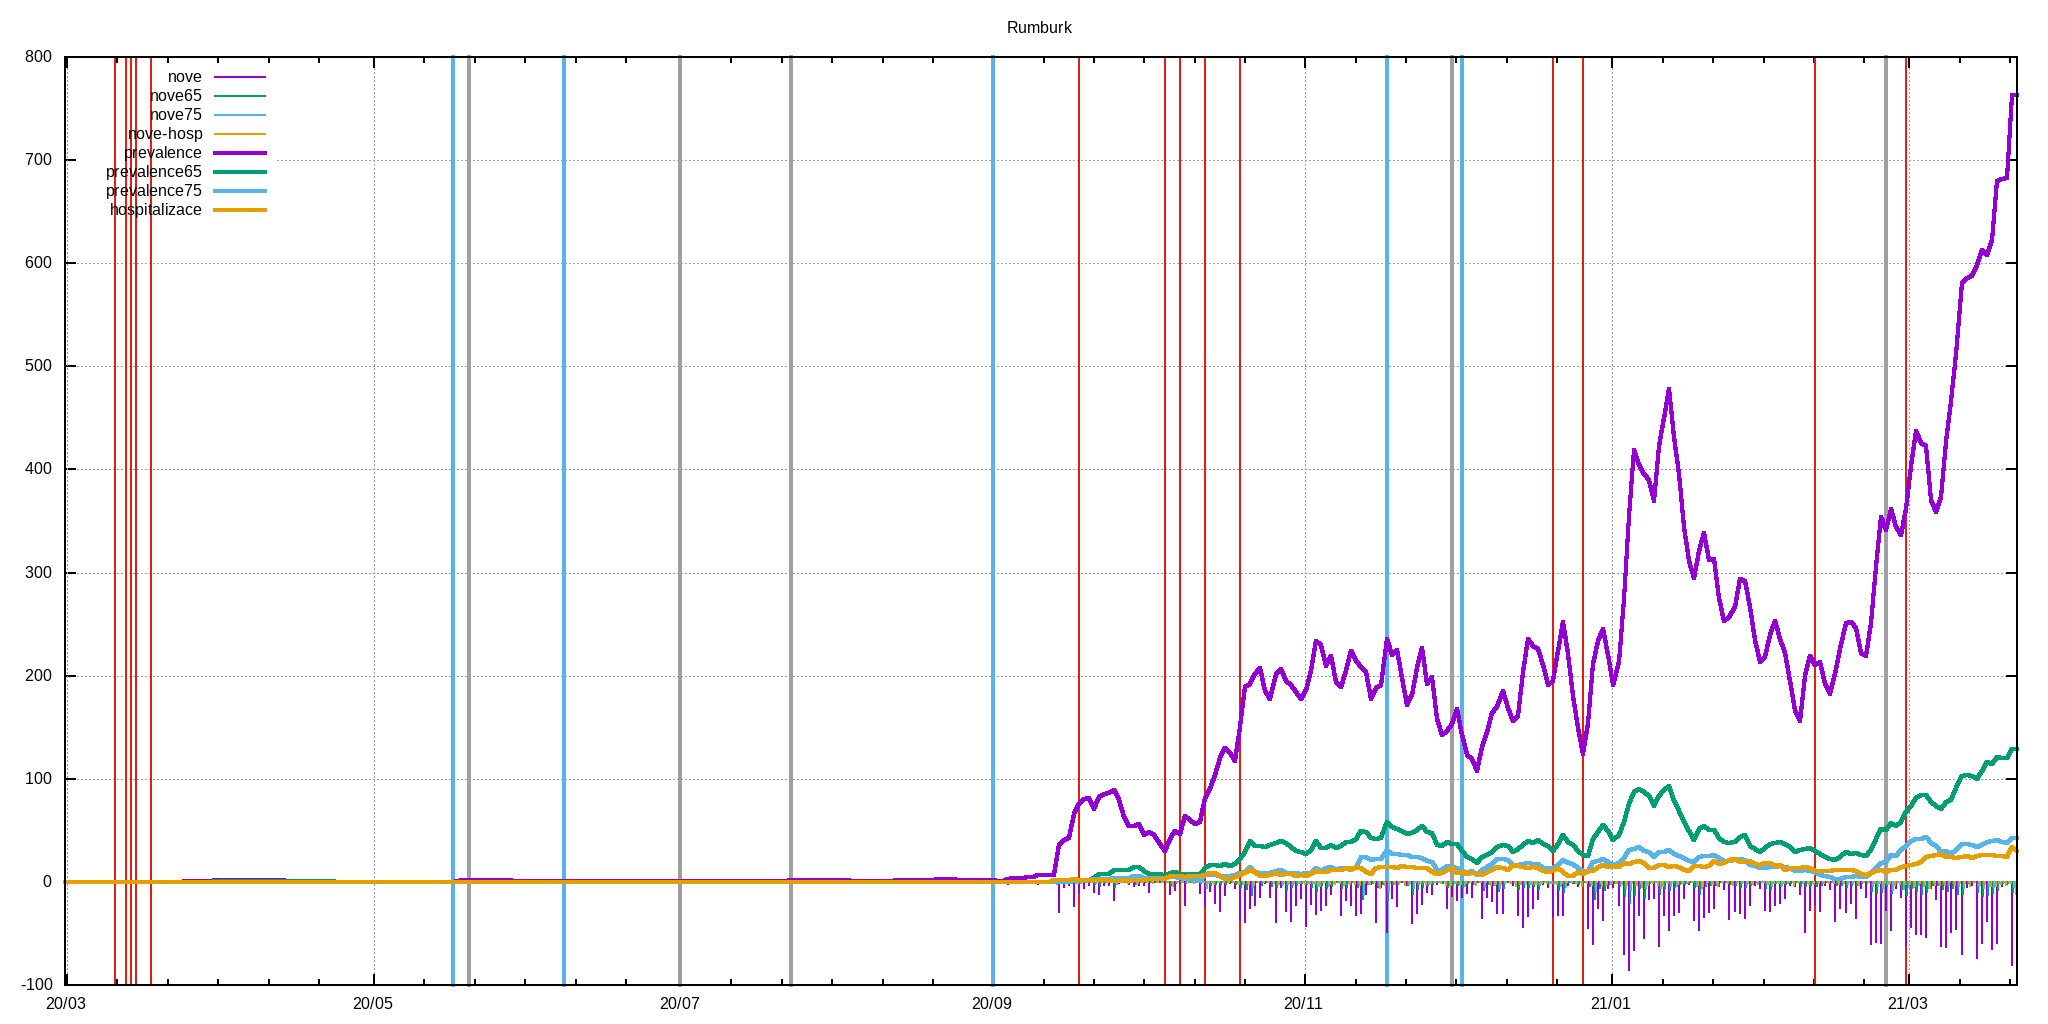 Rumburk
800
700
600
500
400
300
200
100
0
-100
nove
nove65
nove75
nove-hosp
prevalence
prevalence65
prevalence75
hospitalizace
20/03 20/05 20/07 20/09 20/11 21/01 21/03